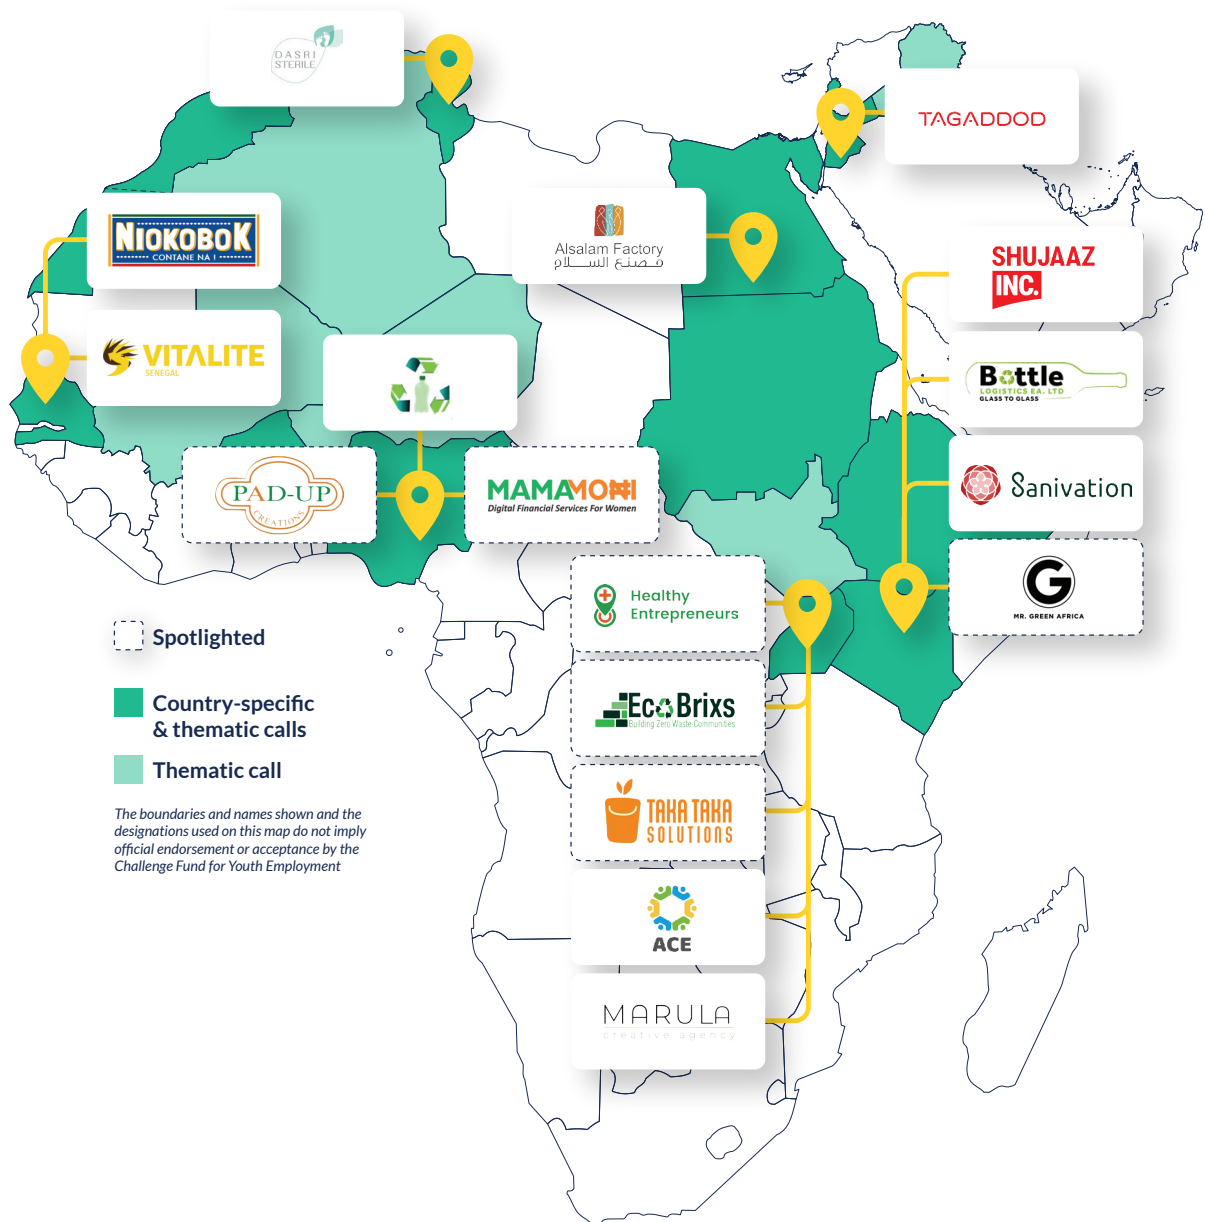 DASRI
STERILE
TAGADDOD
NIOKOBOK
CONTANE NA !
Alsalam Factory
مصنع السلام
SHUJAAZ
INC.
VITALITE
SENEGAL
Bottle
LOGISTICS EA. LTD
GLASS TO GLASS
PAD-UP
CREATIONS
MAMAMONI
Digital Financial Services For Women
Sanivation
G
MR. GREEN AFRICA
Healthy
Entrepreneurs
Spotlighted
EcoBrixs
Building Zero Waste Communities
Country-specific
& thematic calls
Thematic call
TAKA TAKA
SOLUTIONS
The boundaries and names shown and the
designations used on this map do not imply
official endorsement or acceptance by the
Challenge Fund for Youth Employment
ACE
MARULA
creative agency